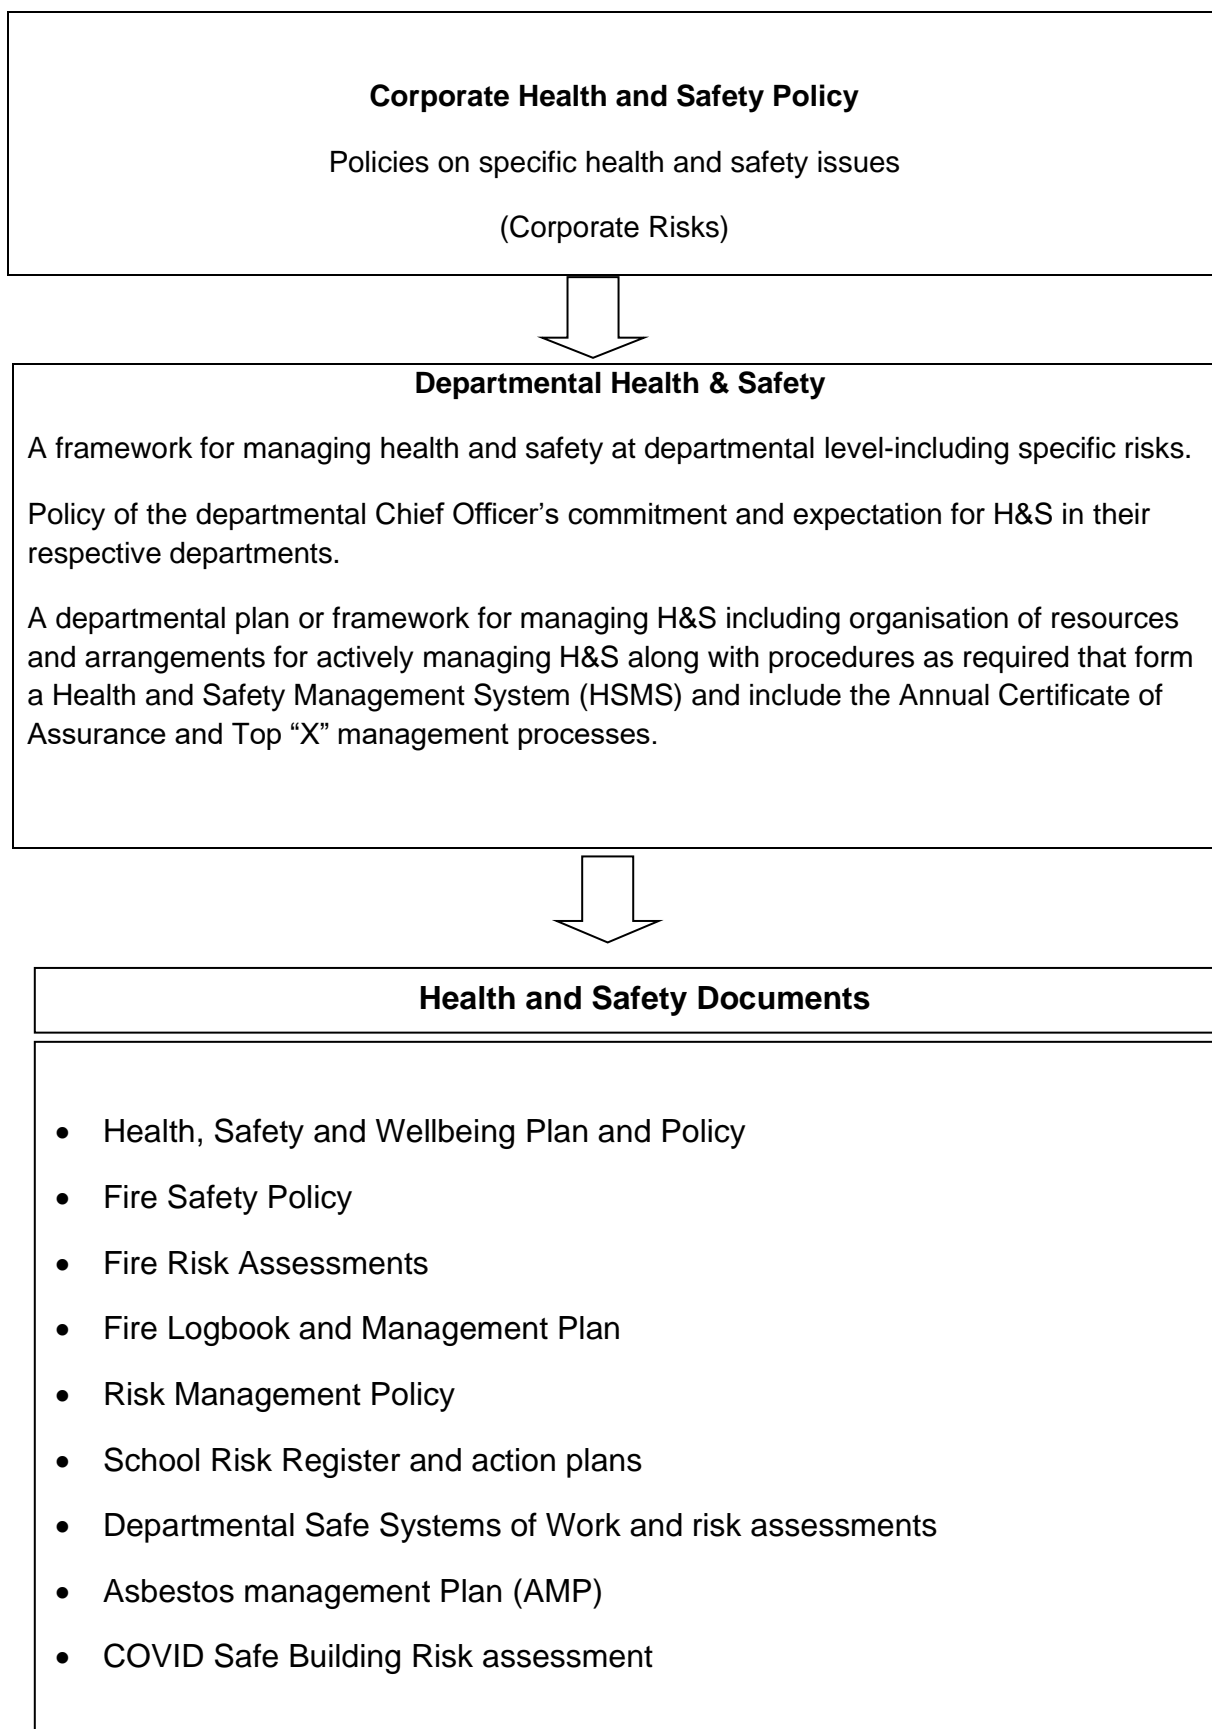 Corporate Health and Safety Policy
Policies on specific health and safety issues
(Corporate Risks)
Departmental Health & Safety
A framework for managing health and safety at departmental level-including specific risks.
Policy of the departmental Chief Officer’s commitment and expectation for H&S in their
respective departments.
A departmental plan or framework for managing H&S including organisation of resources
and arrangements for actively managing H&S along with procedures as required that form
a Health and Safety Management System (HSMS) and include the Annual Certificate of
Assurance and Top “X” management processes.
Health and Safety Documents
• Health, Safety and Wellbeing Plan and Policy
• Fire Safety Policy
• Fire Risk Assessments
• Fire Logbook and Management Plan
• Risk Management Policy
• School Risk Register and action plans
• Departmental Safe Systems of Work and risk assessments
• Asbestos management Plan (AMP)
• COVID Safe Building Risk assessment